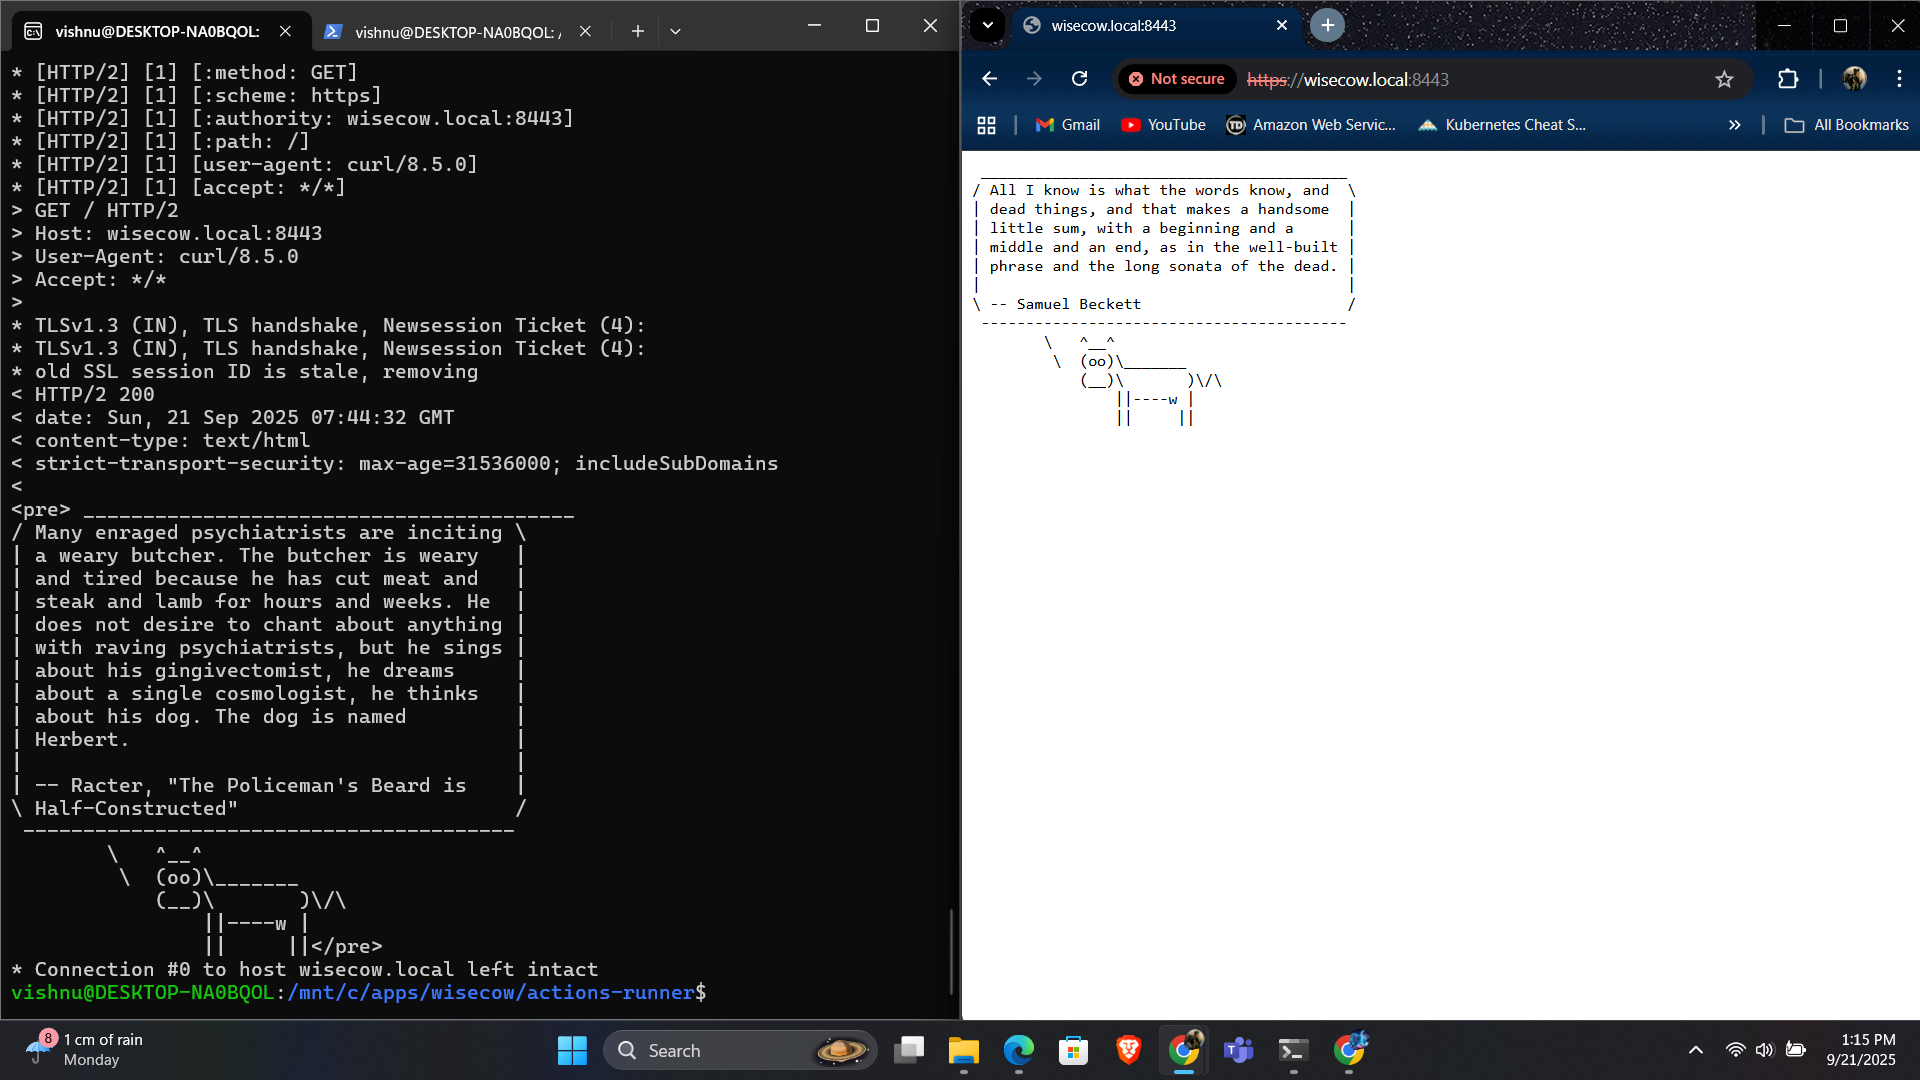 vishnu@DESKTOP-NA0BQOL:
vishnu@DESKTOP-NA0BQOL: /
* [HTTP/2] [1] [:method: GET]
* [HTTP/2] [1] [:scheme: https]
* [HTTP/2] [1] [:authority: wisecow.local:8443]
* [HTTP/2] [1] [:path: /]
* [HTTP/2] [1] [user-agent: curl/8.5.0]
* [HTTP/2] [1] [accept: */*]
> GET / HTTP/2
> Host: wisecow.local:8443
> User-Agent: curl/8.5.0
> Accept: */*
>
* TLSv1.3 (IN), TLS handshake, Newsession Ticket (4):
* TLSv1.3 (IN), TLS handshake, Newsession Ticket (4):
* old SSL session ID is stale, removing
< HTTP/2 200
< date: Sun, 21 Sep 2025 07:44:32 GMT
< content-type: text/html
< strict-transport-security: max-age=31536000; includeSubDomains
<
<pre> _________________________________________
/ Many enraged psychiatrists are inciting \
| a weary butcher. The butcher is weary   |
| and tired because he has cut meat and   |
| steak and lamb for hours and weeks. He  |
| does not desire to chant about anything |
| with raving psychiatrists, but he sings |
| about his gingivectomist, he dreams     |
| about a single cosmologist, he thinks   |
| about his dog. The dog is named         |
| Herbert.                                |
|                                         |
| -- Racter, "The Policeman's Beard is    |
\ Half-Constructed"                       /
 -----------------------------------------
        \   ^__^
         \  (oo)\_______
            (__)\       )\/\
                ||----w |
                ||     ||</pre>
* Connection #0 to host wisecow.local left intact
vishnu@DESKTOP-NA0BQOL:/mnt/c/apps/wisecow/actions-runner$
wisecow.local:8443
Not secure https://wisecow.local:8443
Gmail YouTube TD Amazon Web Servic... Kubernetes Cheat S... » All Bookmarks
 _________________________________________
/ All I know is what the words know, and  \
| dead things, and that makes a handsome  |
| little sum, with a beginning and a      |
| middle and an end, as in the well-built |
| phrase and the long sonata of the dead. |
|                                         |
\ -- Samuel Beckett                       /
 -----------------------------------------
        \   ^__^
         \  (oo)\_______
            (__)\       )\/\
                ||----w |
                ||     ||
8
1 cm of rain
Monday
Search
1:15 PM
9/21/2025